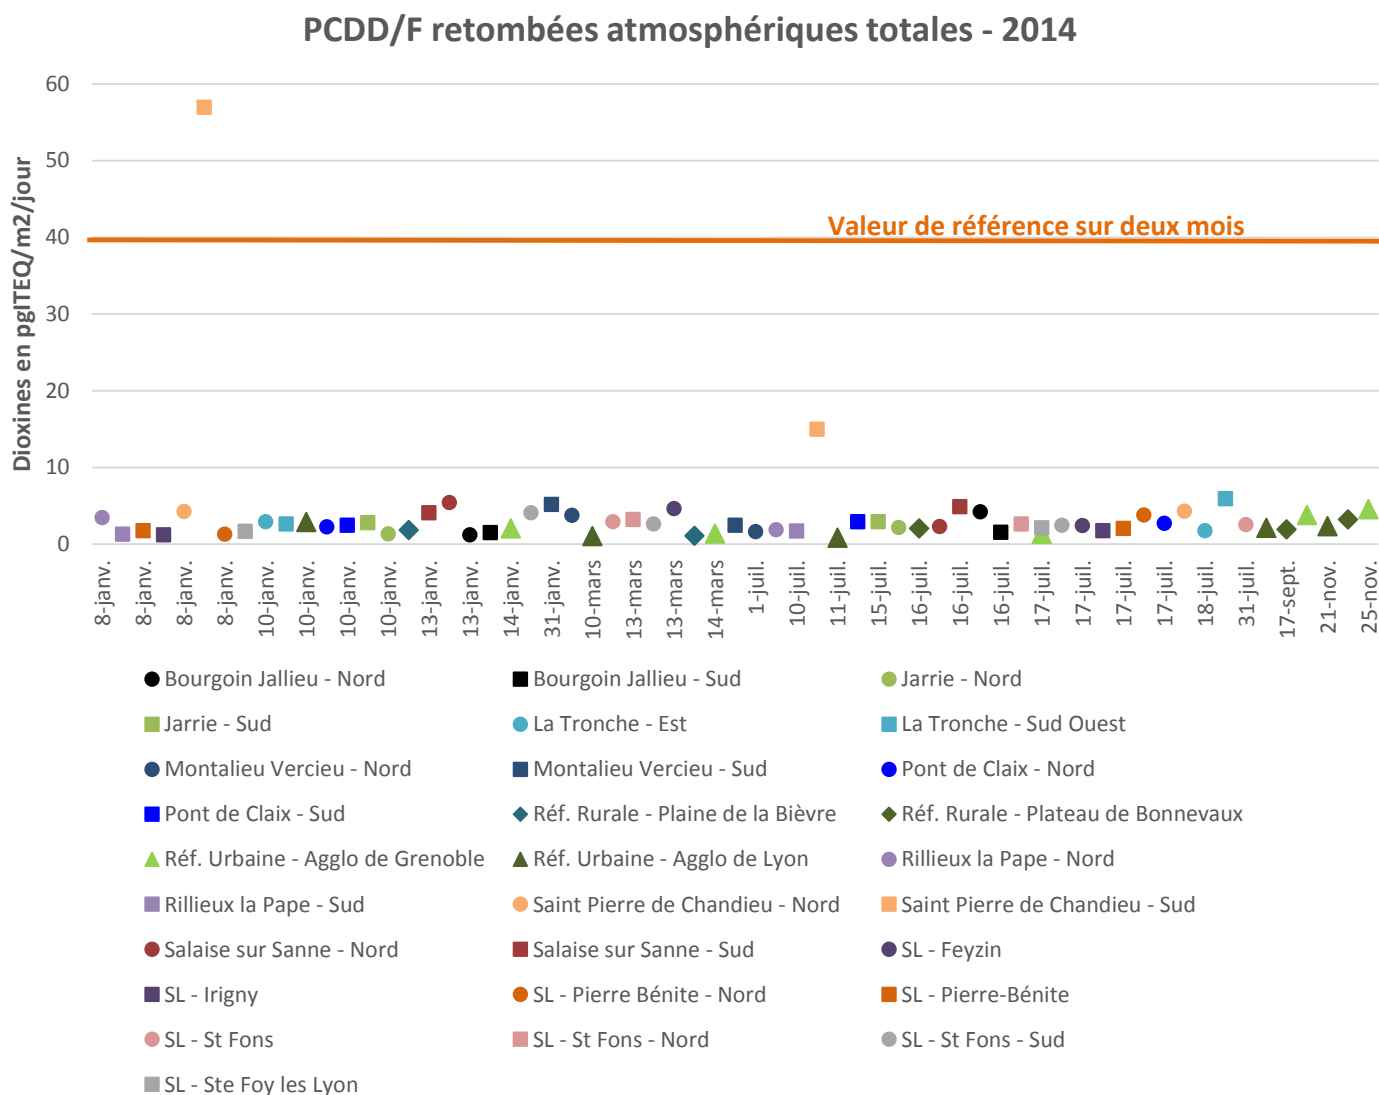 PCDD/F retombées atmosphériques totales - 2014
Dioxines en pgITEQ/m2/jour
60
50
40
30
20
10
0
Valeur de référence sur deux mois
8-janv.
8-janv.
8-janv.
8-janv.
10-janv.
10-janv.
10-janv.
10-janv.
13-janv.
13-janv.
14-janv.
31-janv.
10-mars
13-mars
13-mars
14-mars
1-juil.
10-juil.
11-juil.
15-juil.
16-juil.
16-juil.
16-juil.
17-juil.
17-juil.
17-juil.
17-juil.
18-juil.
31-juil.
17-sept.
21-nov.
25-nov.
Bourgoin Jallieu - Nord
Bourgoin Jallieu - Sud
Jarrie - Nord
Jarrie - Sud
La Tronche - Est
La Tronche - Sud Ouest
Montalieu Vercieu - Nord
Montalieu Vercieu - Sud
Pont de Claix - Nord
Pont de Claix - Sud
Réf. Rurale - Plaine de la Bièvre
Réf. Rurale - Plateau de Bonnevaux
Réf. Urbaine - Agglo de Grenoble
Réf. Urbaine - Agglo de Lyon
Rillieux la Pape - Nord
Rillieux la Pape - Sud
Saint Pierre de Chandieu - Nord
Saint Pierre de Chandieu - Sud
Salaise sur Sanne - Nord
Salaise sur Sanne - Sud
SL - Feyzin
SL - Irigny
SL - Pierre Bénite - Nord
SL - Pierre-Bénite
SL - St Fons
SL - St Fons - Nord
SL - St Fons - Sud
SL - Ste Foy les Lyon